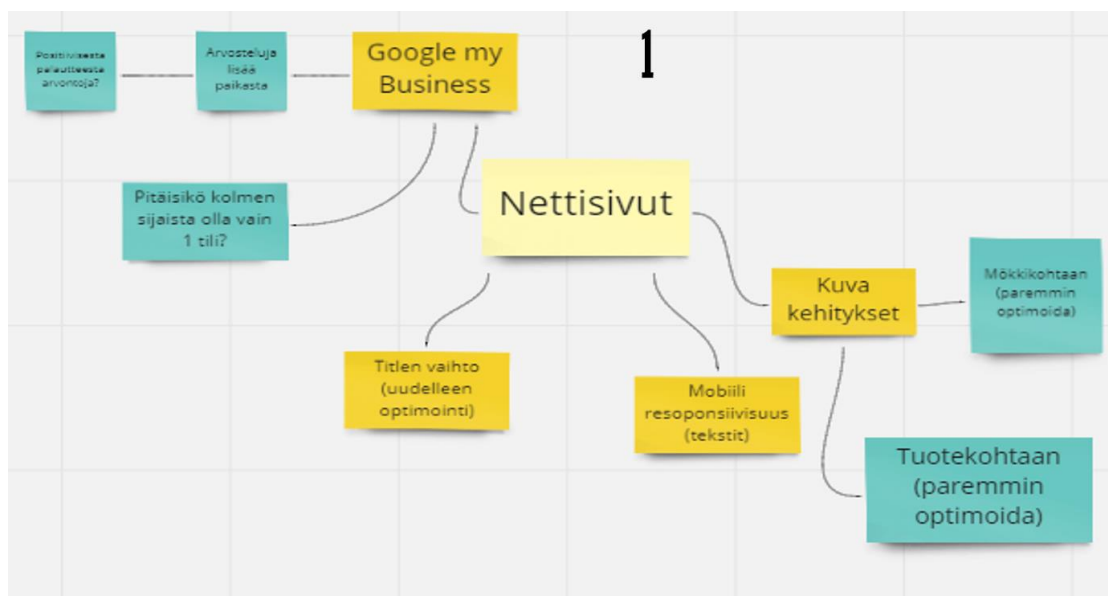 Positiivisesta
palautteesta
arvontoja?
Arvosteluja
lisää
paikasta
Google my
Business
1
Pitäisikö kolmen
sijaista olla vain
1 tili?
Nettisivut
Kuva
kehitykset
Mökkikohtaan
(paremmin
optimoida)
Titlen vaihto
(uudelleen
optimointi)
Mobiili
resoponsiivisuus
(tekstit)
Tuotekohtaan
(paremmin
optimoida)